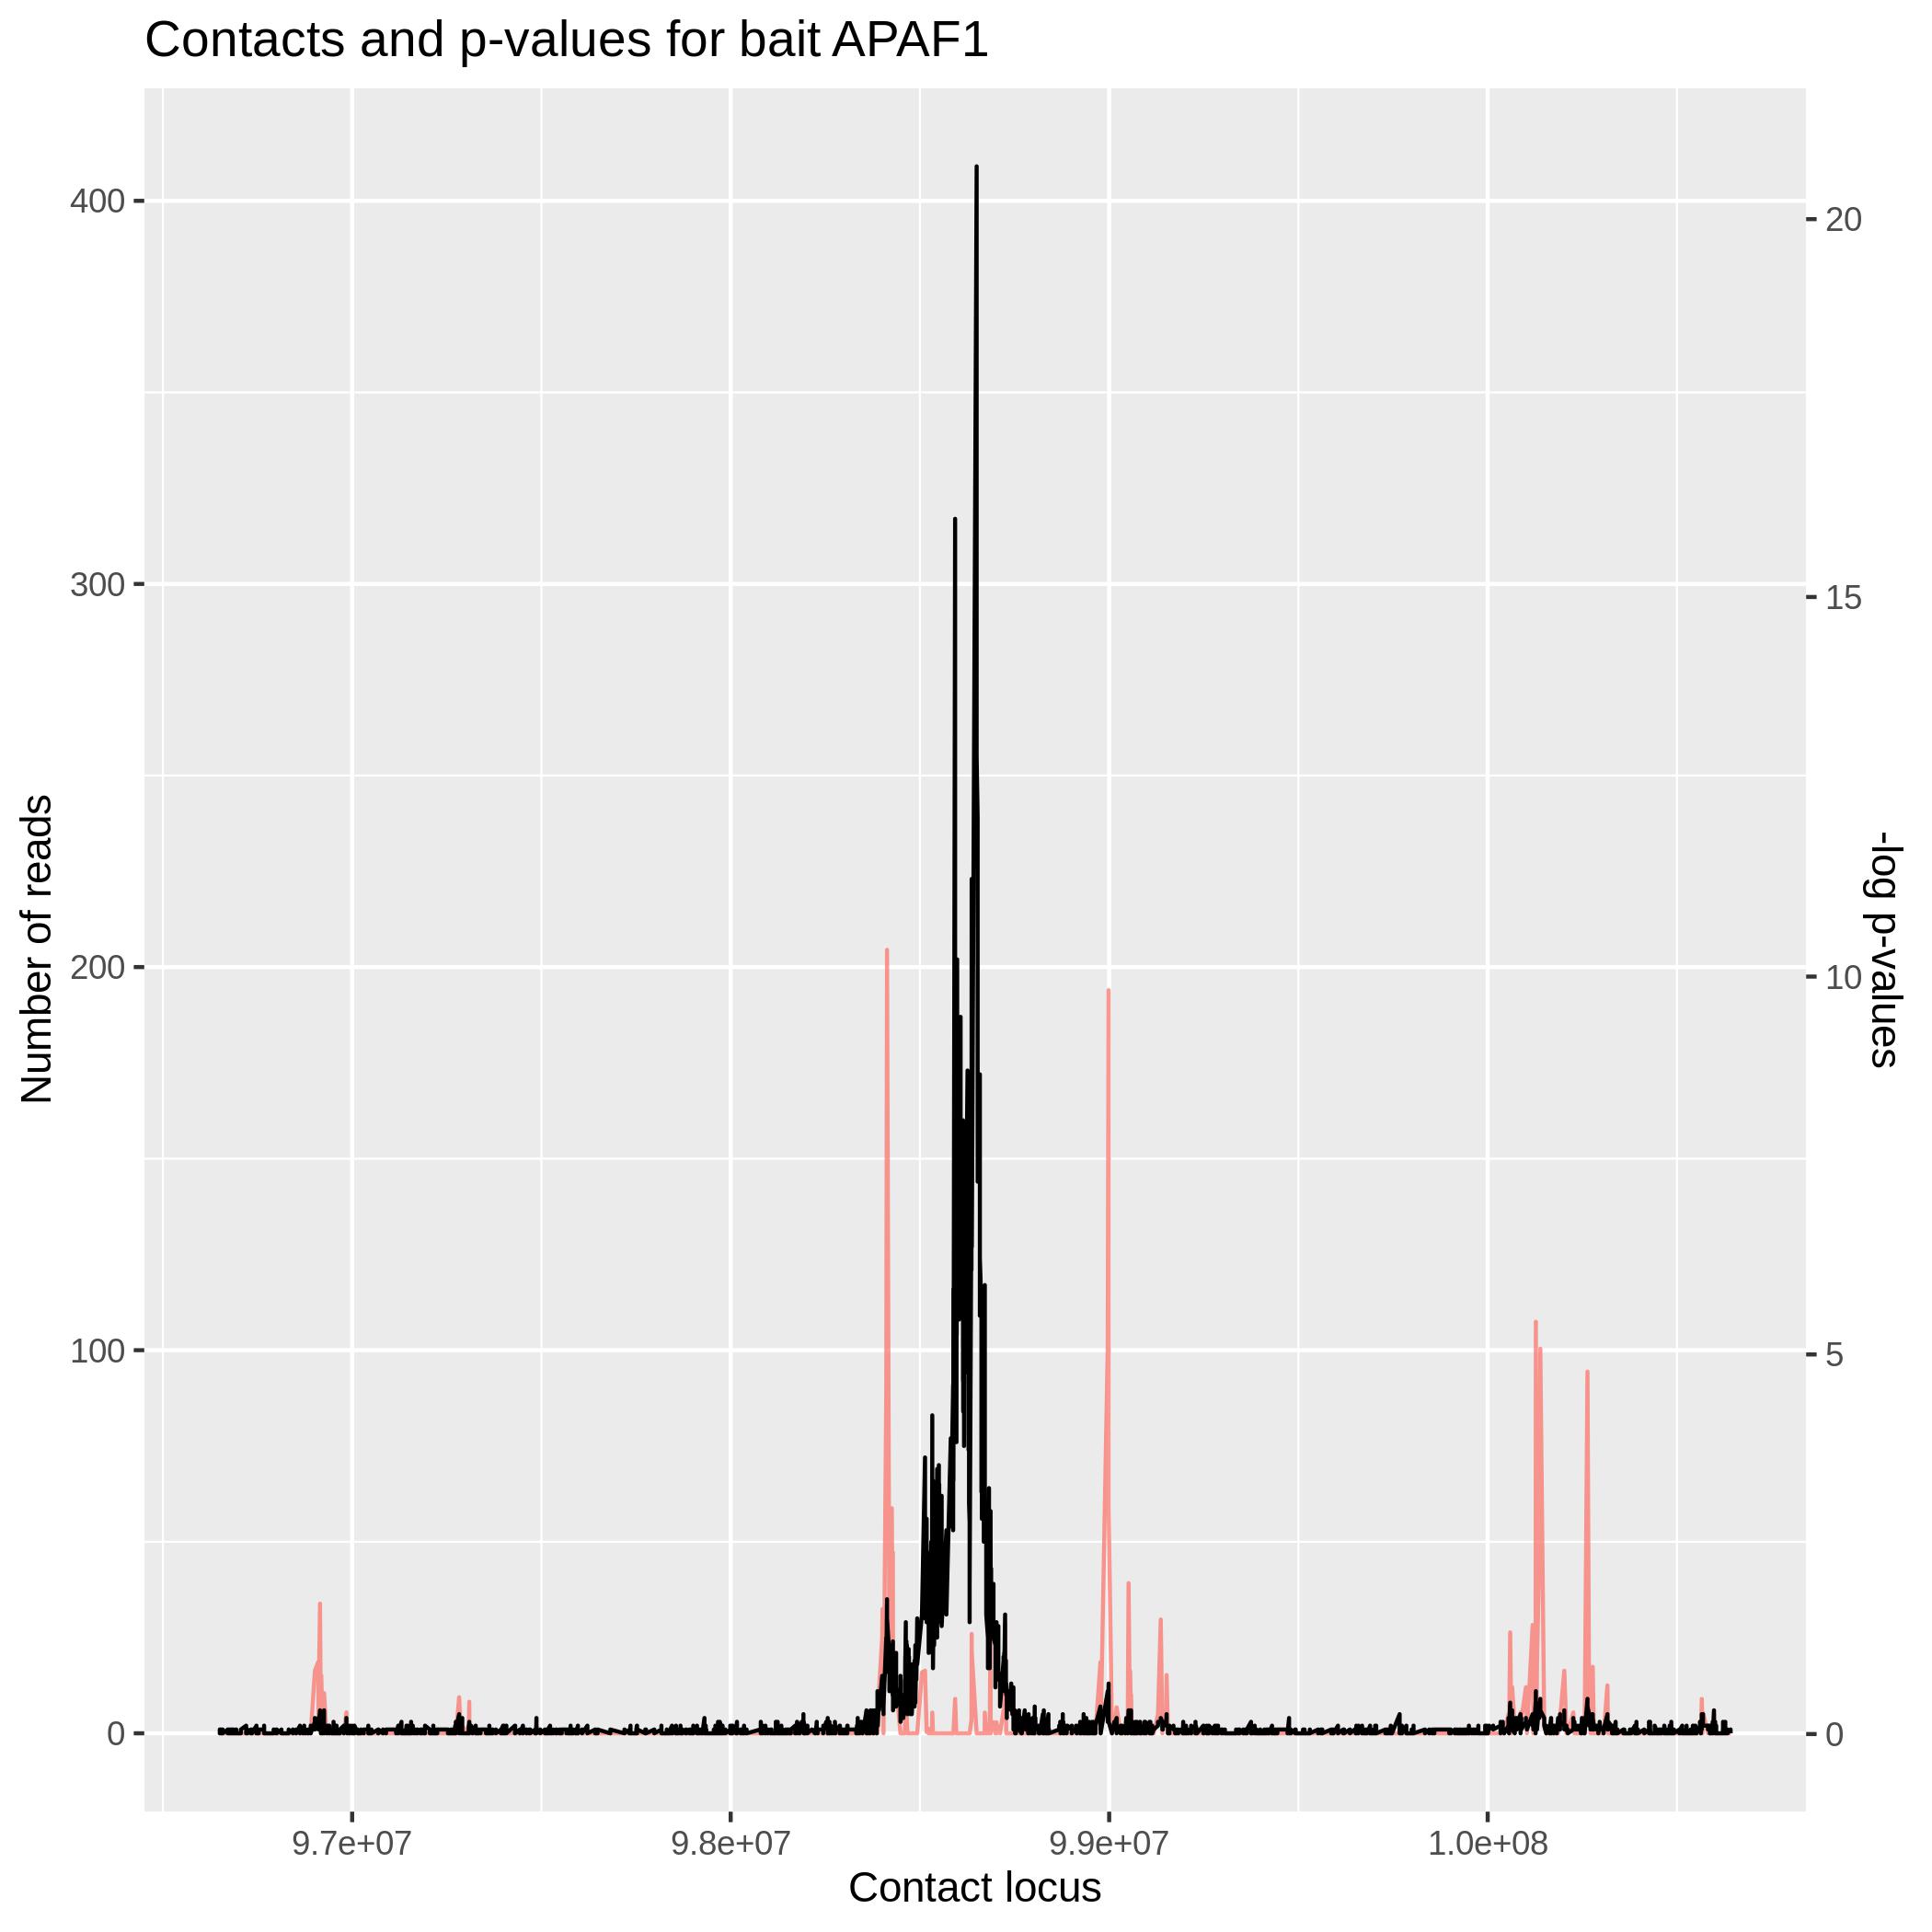 Contacts and p-values for bait APAF1
Number of reads
400
300
200
100
0
20
15
10
5
0
-log p-values
9.7e+07
9.8e+07
9.9e+07
1.0e+08
Contact locus